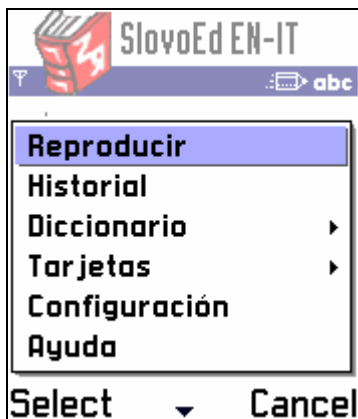 SlovoEd EN-IT
abc
Reproducir
Historial
Diccionario
Tarjetas
Configuración
Ayuda
Select Cancel